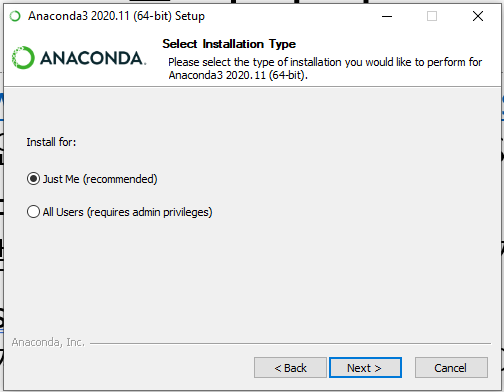 Anaconda3 2020.11 (64-bit) Setup
ANACONDA.
Select Installation Type
Please select the type of installation you would like to perform for
Anaconda3 2020.11 (64-bit).
Install for:
Just Me (recommended)
All Users (requires admin privileges)
Anaconda, Inc.
< Back
Next >
Cancel